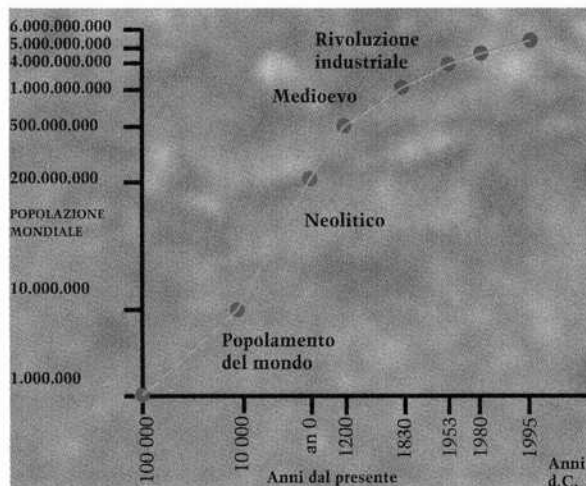 6.000.000.000
5.000.000.000
4.000.000.000
1.000.000.000
500.000.000
200.000.000
POPOLAZIONE
MONDIALE
10.000.000
1.000.000
Rivoluzione
industriale
Medioevo
Neolitico
Popolamento
del mondo
100 000
10 000
an 0
1200
1830
1953
1980
1995
Anni dal presente
Anni
d.C.